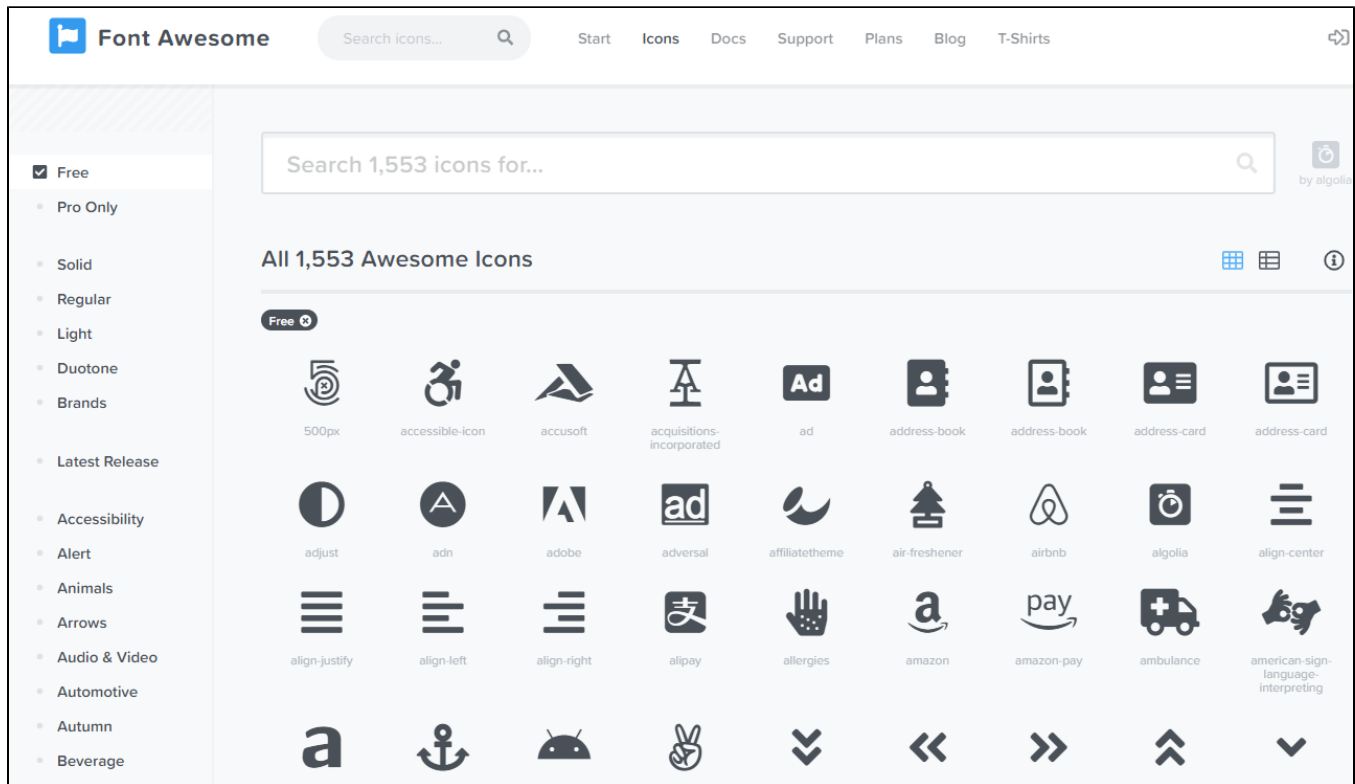 Font Awesome
Search icons...
Start Icons Docs Support Plans Blog T-Shirts
Free
Pro Only
Solid
Regular
Light
Duotone
Brands
Latest Release
Accessibility
Alert
Animals
Arrows
Audio & Video
Automotive
Autumn
Beverage
Search 1,553 icons for...
by algolia
All 1,553 Awesome Icons
Free
Ad
500px accessible-icon accusoft acquisitions- ad address-book address-book address-card address-card
incorporated
ad
adjust adn adobe adversal affiliatetheme air-freshener airbnb algolia align-center
支 a pay
align-justify align-left align-right alipay allergies amazon amazon-pay ambulance american-sign-
language-
interpreting
a